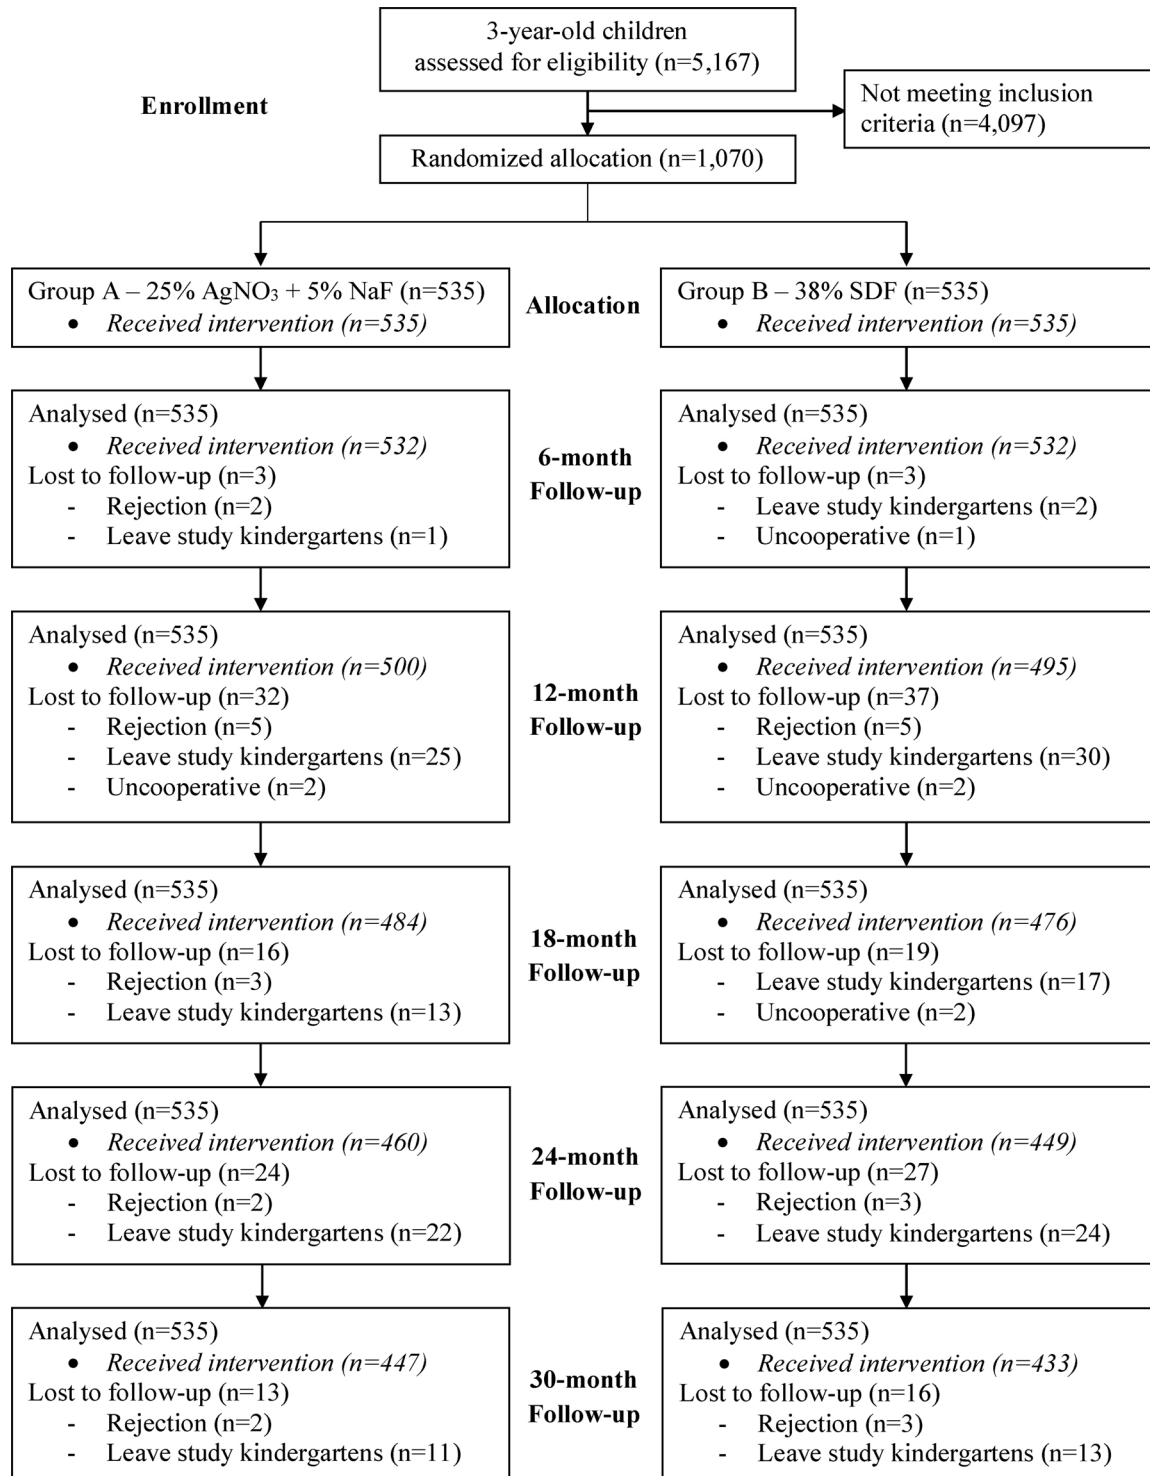 3-year-old children
assessed for eligibility (n=5,167)
Enrollment
Not meeting inclusion
criteria (n=4,097)
Randomized allocation (n=1,070)
Group A – 25% AgNO₃ + 5% NaF (n=535)
• Received intervention (n=535)
Allocation
Group B – 38% SDF (n=535)
• Received intervention (n=535)
Analysed (n=535)
• Received intervention (n=532)
Lost to follow-up (n=3)
- Rejection (n=2)
- Leave study kindergartens (n=1)
6-month
Follow-up
Analysed (n=535)
• Received intervention (n=532)
Lost to follow-up (n=3)
- Leave study kindergartens (n=2)
- Uncooperative (n=1)
Analysed (n=535)
• Received intervention (n=500)
Lost to follow-up (n=32)
- Rejection (n=5)
- Leave study kindergartens (n=25)
- Uncooperative (n=2)
12-month
Follow-up
Analysed (n=535)
• Received intervention (n=495)
Lost to follow-up (n=37)
- Rejection (n=5)
- Leave study kindergartens (n=30)
- Uncooperative (n=2)
Analysed (n=535)
• Received intervention (n=484)
Lost to follow-up (n=16)
- Rejection (n=3)
- Leave study kindergartens (n=13)
18-month
Follow-up
Analysed (n=535)
• Received intervention (n=476)
Lost to follow-up (n=19)
- Leave study kindergartens (n=17)
- Uncooperative (n=2)
Analysed (n=535)
• Received intervention (n=460)
Lost to follow-up (n=24)
- Rejection (n=2)
- Leave study kindergartens (n=22)
24-month
Follow-up
Analysed (n=535)
• Received intervention (n=449)
Lost to follow-up (n=27)
- Rejection (n=3)
- Leave study kindergartens (n=24)
Analysed (n=535)
• Received intervention (n=447)
Lost to follow-up (n=13)
- Rejection (n=2)
- Leave study kindergartens (n=11)
30-month
Follow-up
Analysed (n=535)
• Received intervention (n=433)
Lost to follow-up (n=16)
- Rejection (n=3)
- Leave study kindergartens (n=13)